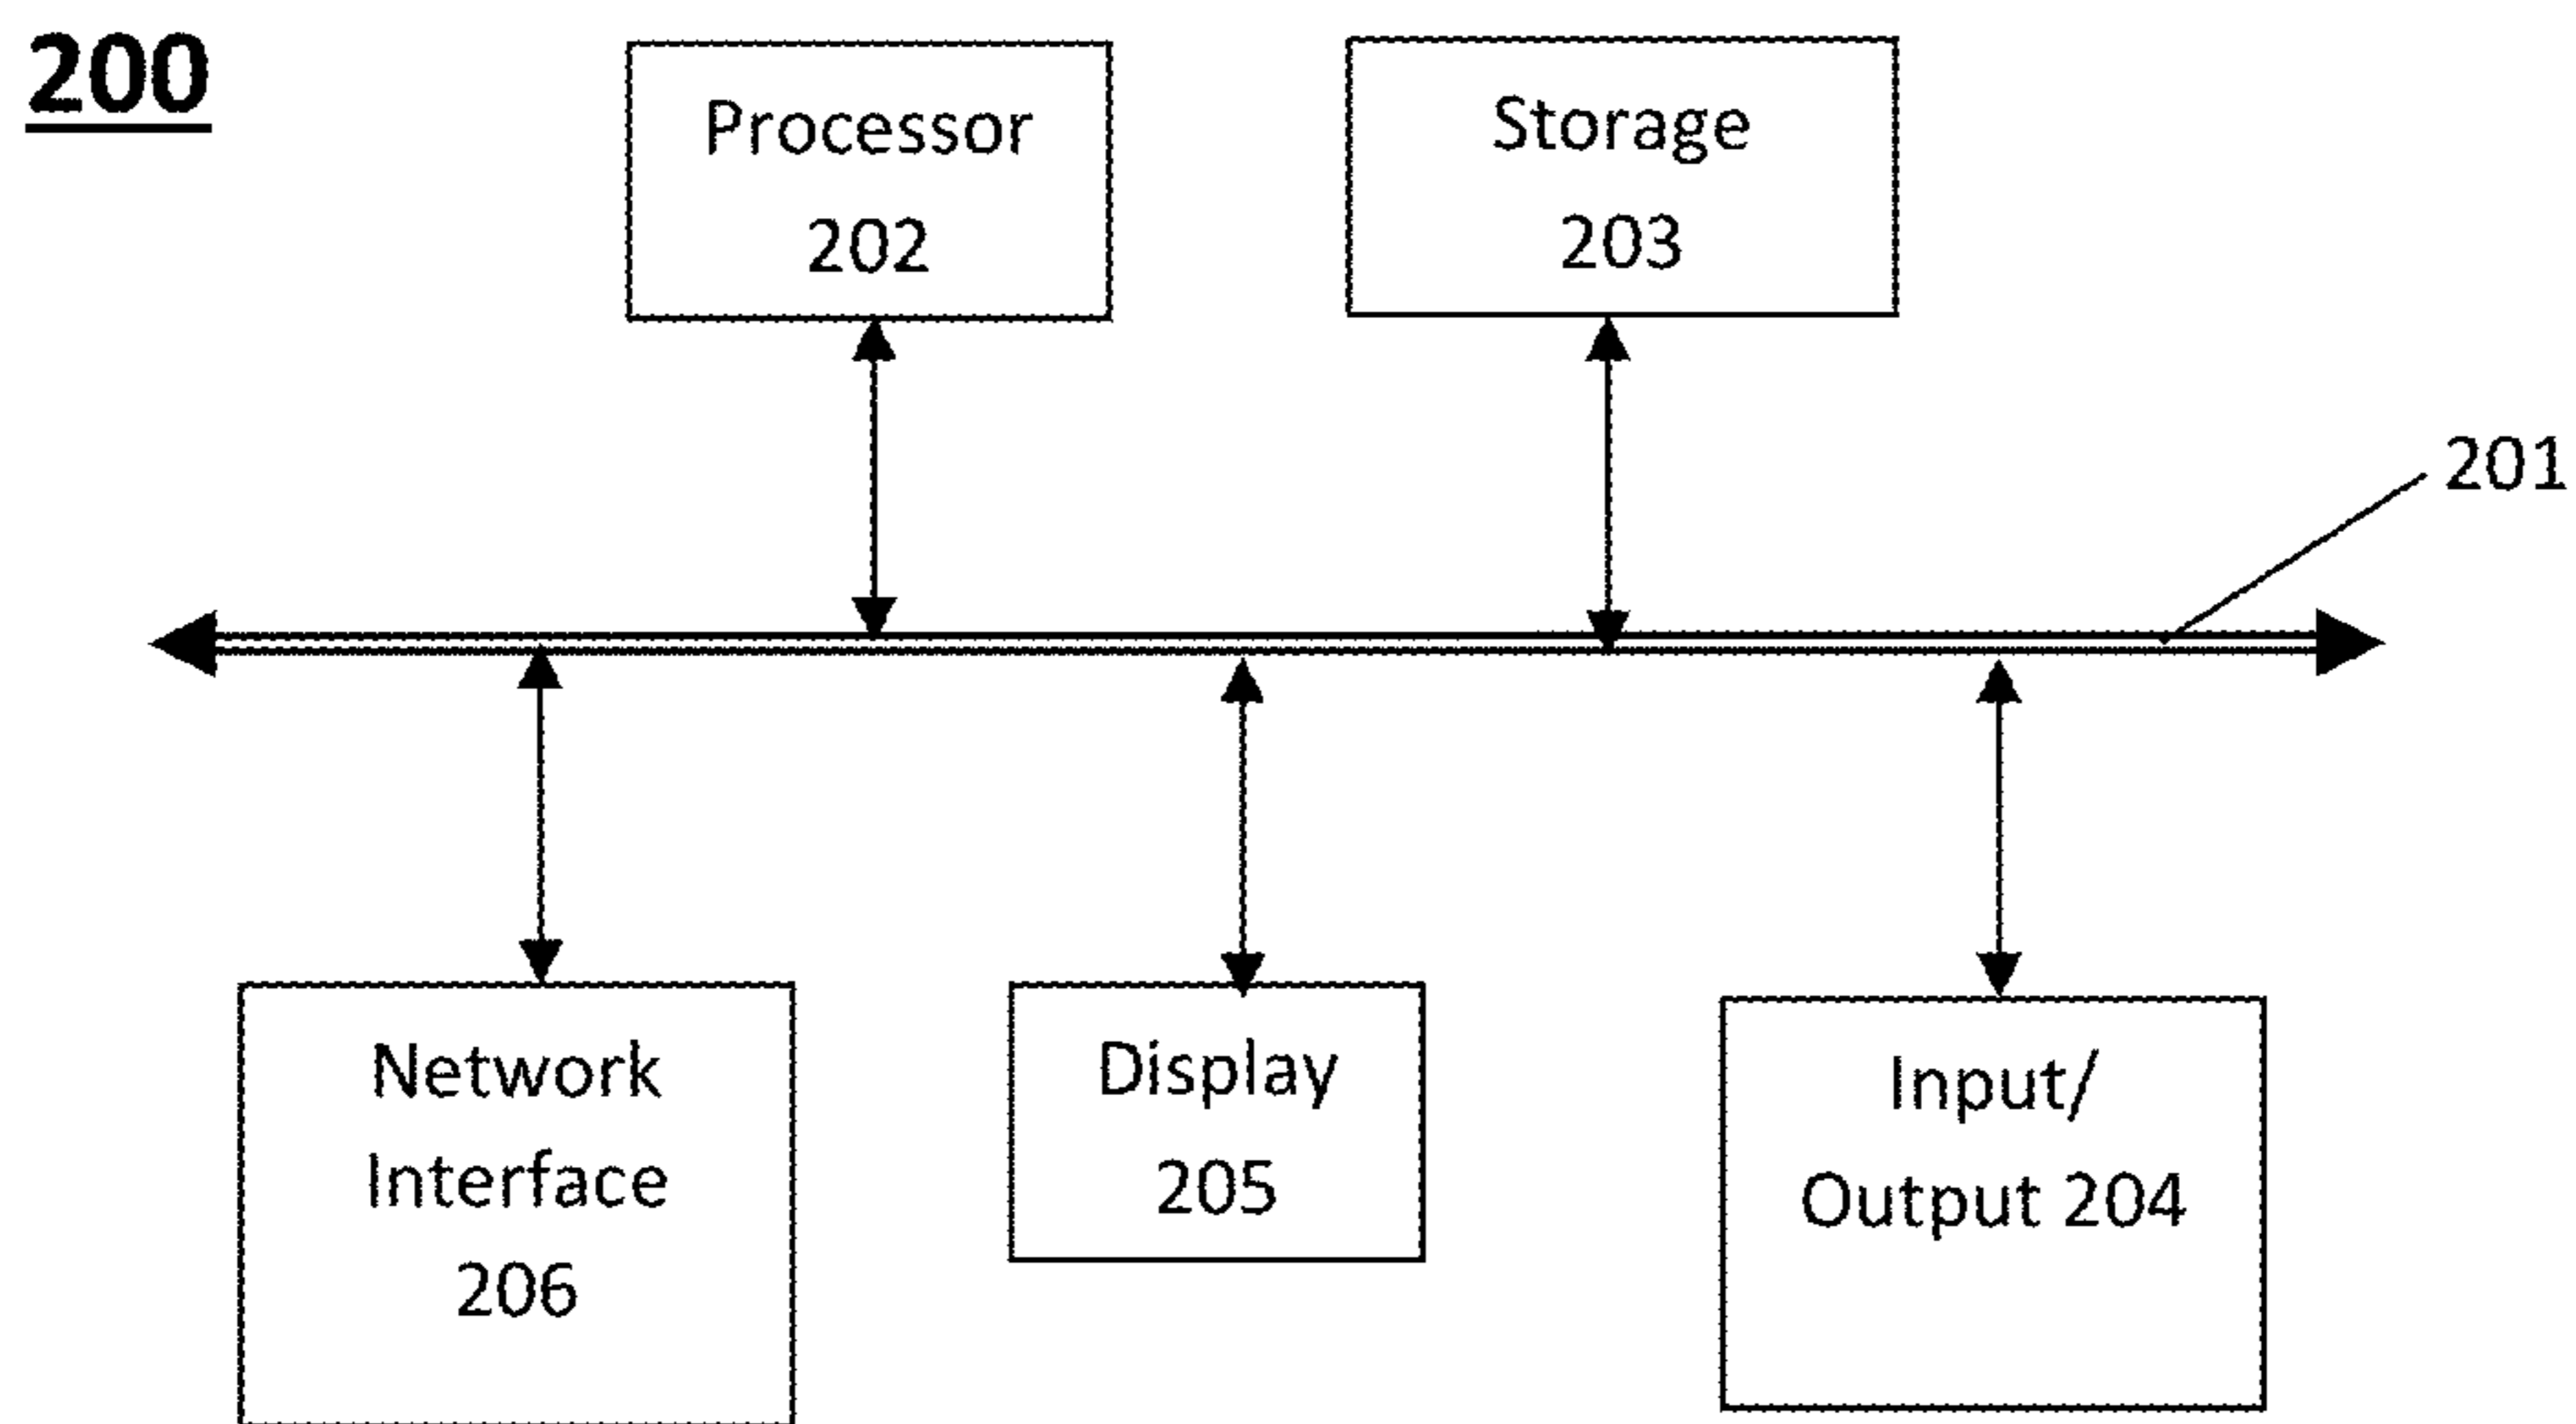 200
Processor
202
Storage
203
201
Network
Interface
206
Display
205
Input/
Output 204